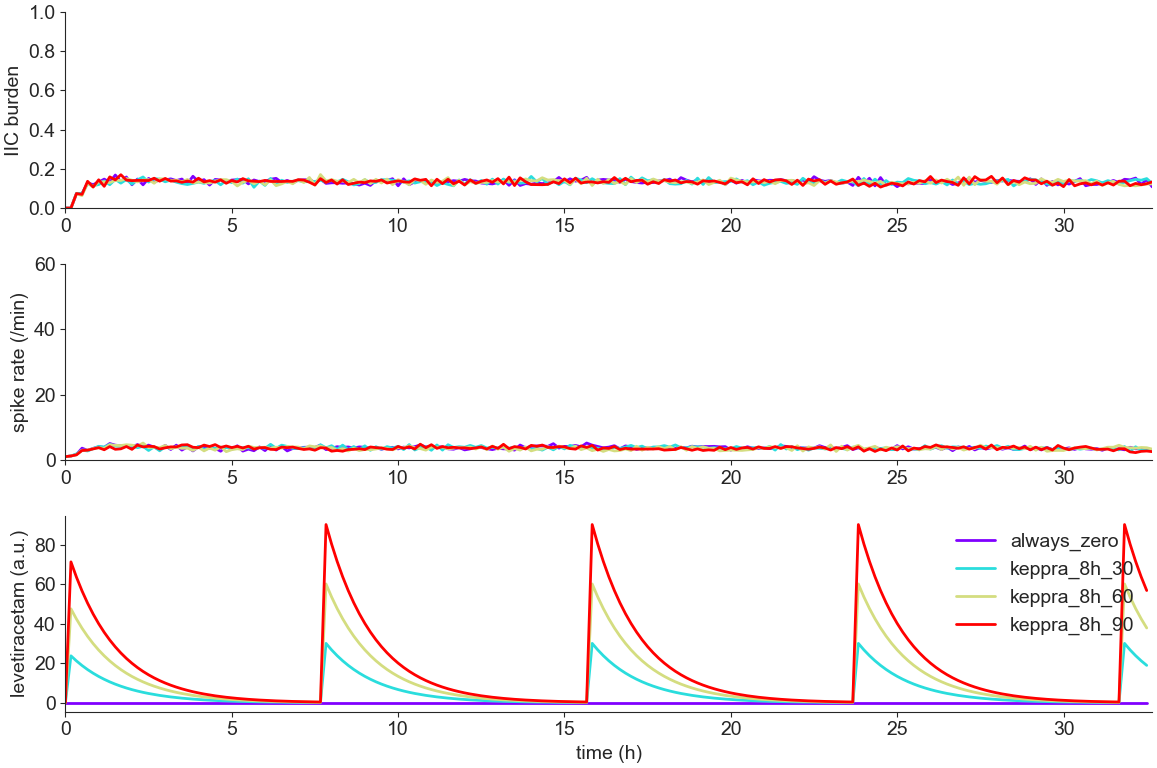 1.0
0.8
0.6
0.4
0.2
0.0
IIC burden
0 5 10 15 20 25 30
60
40
20
0
spike rate (/min)
0 5 10 15 20 25 30
80
60
40
20
0
levetiracetam (a.u.)
always_zero
keppra_8h_30
keppra_8h_60
keppra_8h_90
0 5 10 15 20 25 30
time (h)